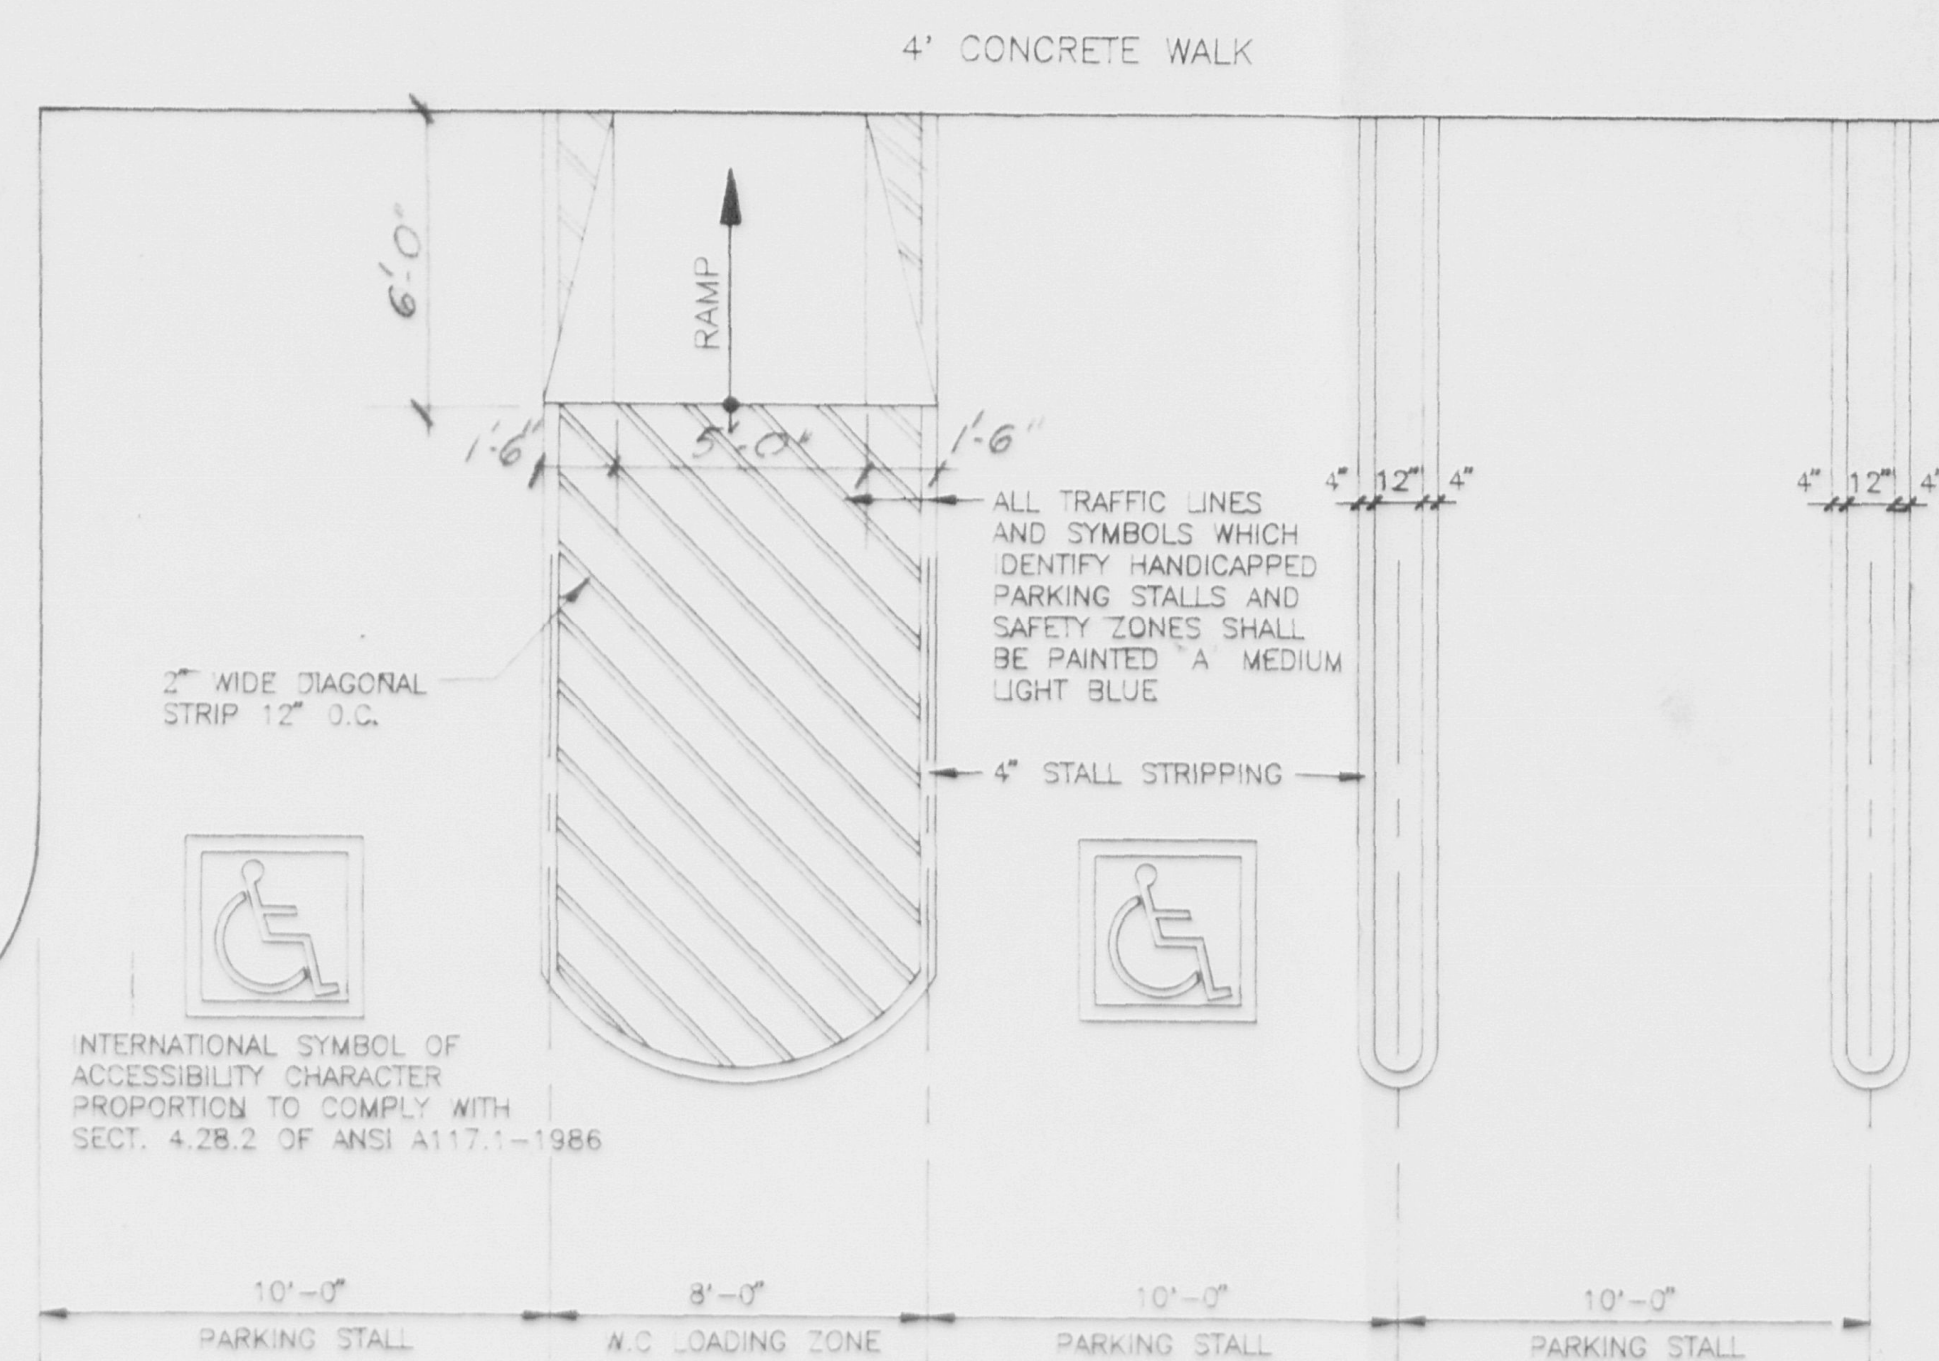 4' CONCRETE WALK
6'-0"
RAMP
1'-6"
5'-0"
1'-6"
4" 12" 4"
4" 12" 4"
ALL TRAFFIC LINES
AND SYMBOLS WHICH
IDENTIFY HANDICAPPED
PARKING STALLS AND
SAFETY ZONES SHALL
BE PAINTED A MEDIUM
LIGHT BLUE
2" WIDE DIAGONAL
STRIP 12" O.C.
4" STALL STRIPPING
INTERNATIONAL SYMBOL OF
ACCESSIBILITY CHARACTER
PROPORTION TO COMPLY WITH
SECT. 4.28.2 OF ANSI A117.1-1986
10'-0"
8'-0"
10'-0"
10'-0"
PARKING STALL
W.C LOADING ZONE
PARKING STALL
PARKING STALL